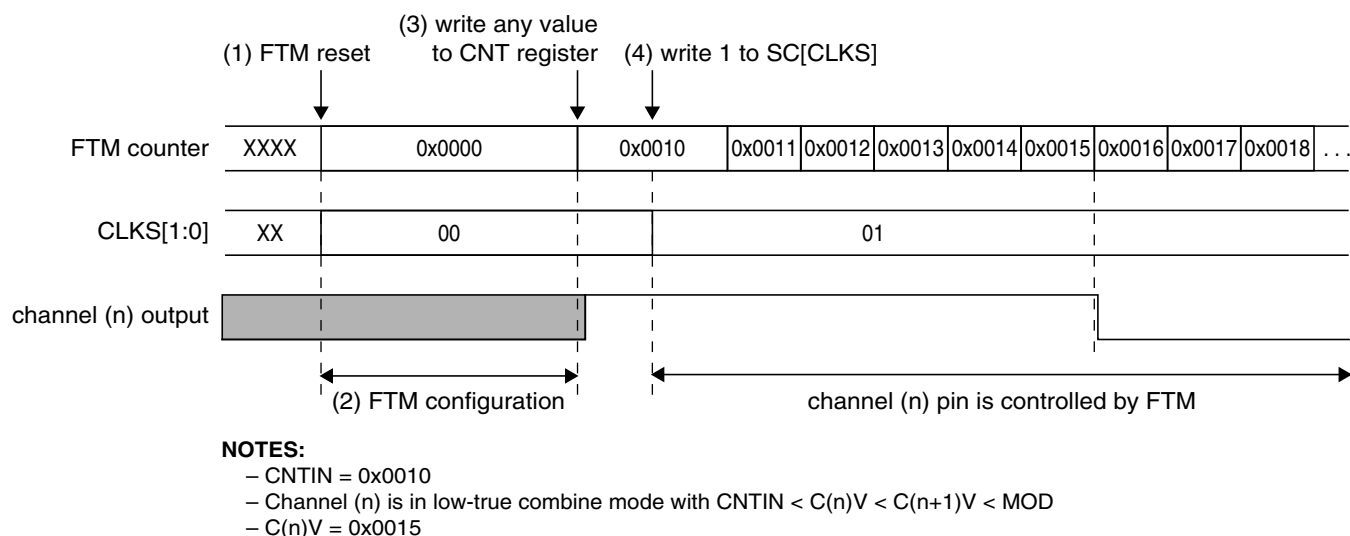 (3) write any value
(1) FTM reset to CNT register (4) write 1 to SC[CLKS]
FTM counter XXXX 0x0000 0x0010 0x0011 0x0012 0x0013 0x0014 0x0015 0x0016 0x0017 0x0018 . . .
CLKS[1:0] XX 00 01
channel (n) output
(2) FTM configuration channel (n) pin is controlled by FTM
NOTES:
– CNTIN = 0x0010
– Channel (n) is in low-true combine mode with CNTIN < C(n)V < C(n+1)V < MOD
– C(n)V = 0x0015